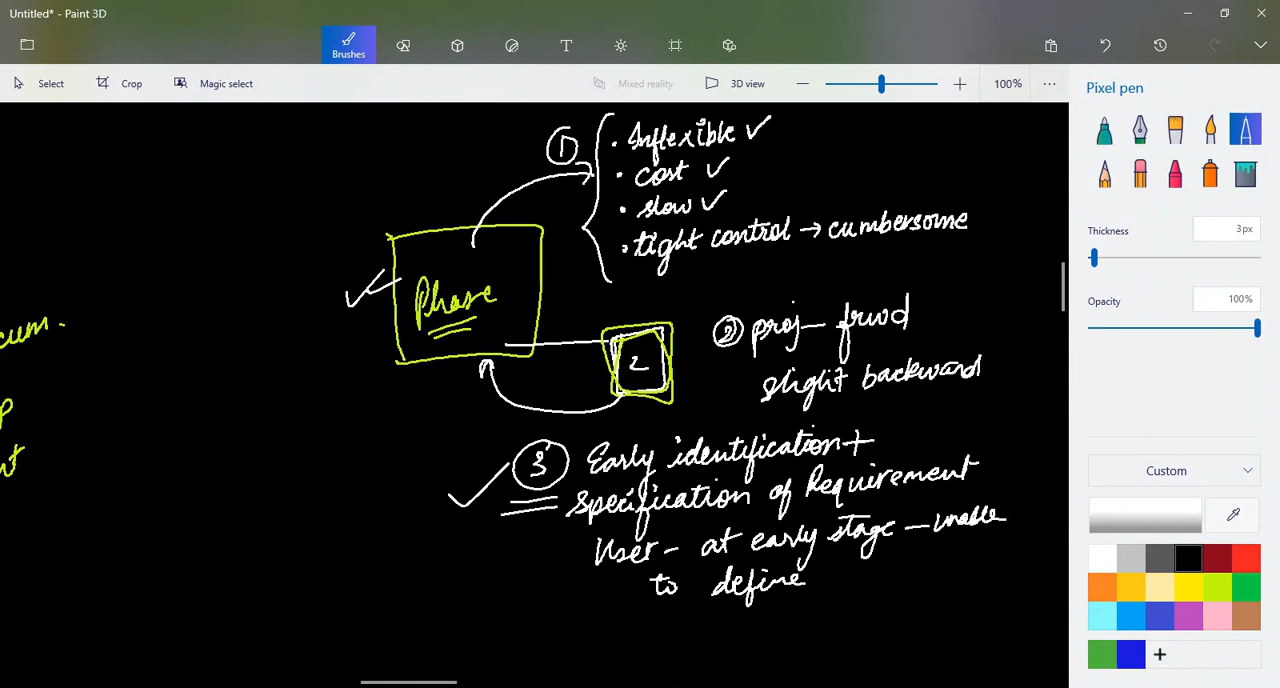 Untitled* - Paint 3D
Brushes
Select
Crop
Magic select
Mixed reality
3D view
100%
Pixel pen
Thickness
3px
Opacity
100%
Custom
① • Inflexible ✓
• cost ✓
• slow ✓
• tight control → cumbersome
Phase
2
② proj - frwd
slight backward
③ Early identification +
specification of Requirement
User - at early stage - unable
to define
cum.